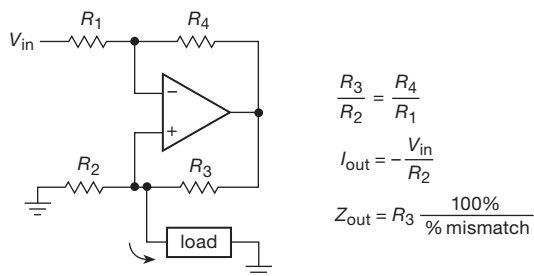 R1
R4
Vin
−
+
R2
R3
load
R3/R2 = R4/R1
Iout = − Vin/R2
Zout = R3 100%/% mismatch